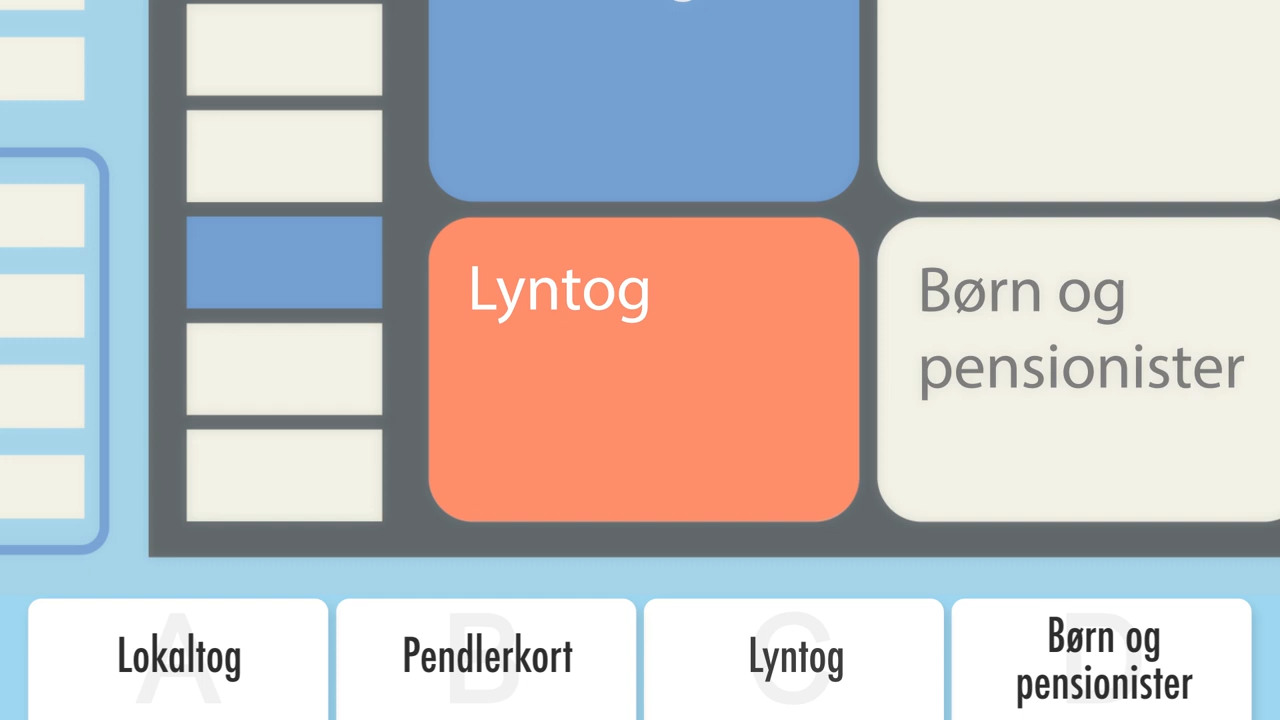 Lyntog
Børn og
pensionister
A
Lokaltog
B
Pendlerkort
C
Lyntog
D
Børn og
pensionister